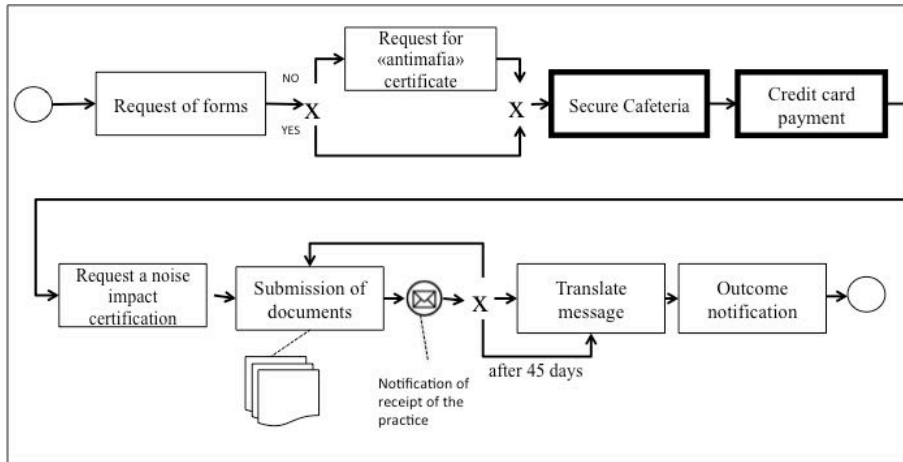 Request for
«antimafia»
certificate
NO
Request of forms
X
X
YES
Secure Cafeteria
Credit card
payment
Request a noise
impact
certification
Submission of
documents
X
Translate
message
Outcome
notification
after 45 days
Notification of
receipt of the
practice